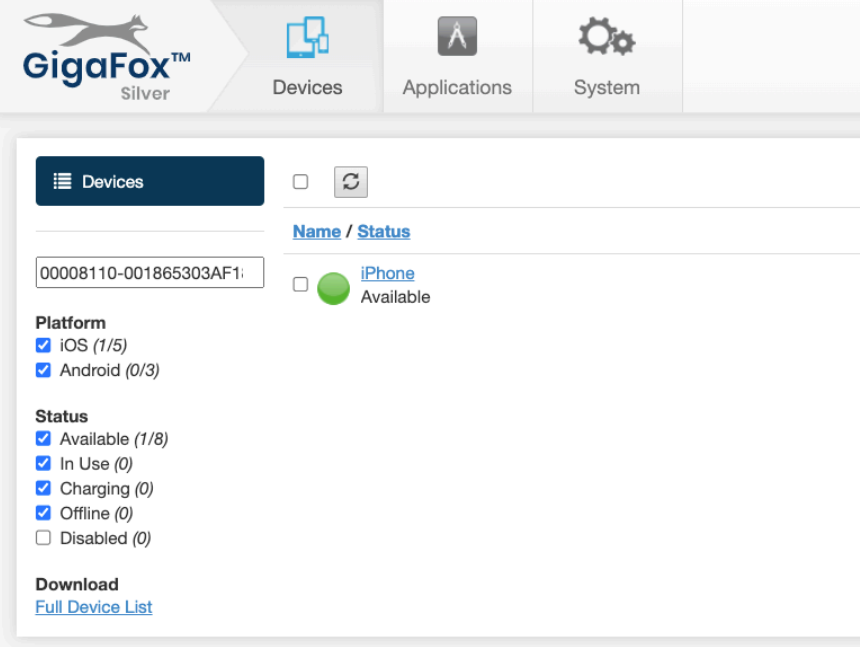 GigaFox™
Silver
Devices
Applications
System
Devices
00008110-001865303AF1
Platform
iOS (1/5)
Android (0/3)
Status
Available (1/8)
In Use (0)
Charging (0)
Offline (0)
Disabled (0)
Download
Full Device List
Name / Status
iPhone
Available